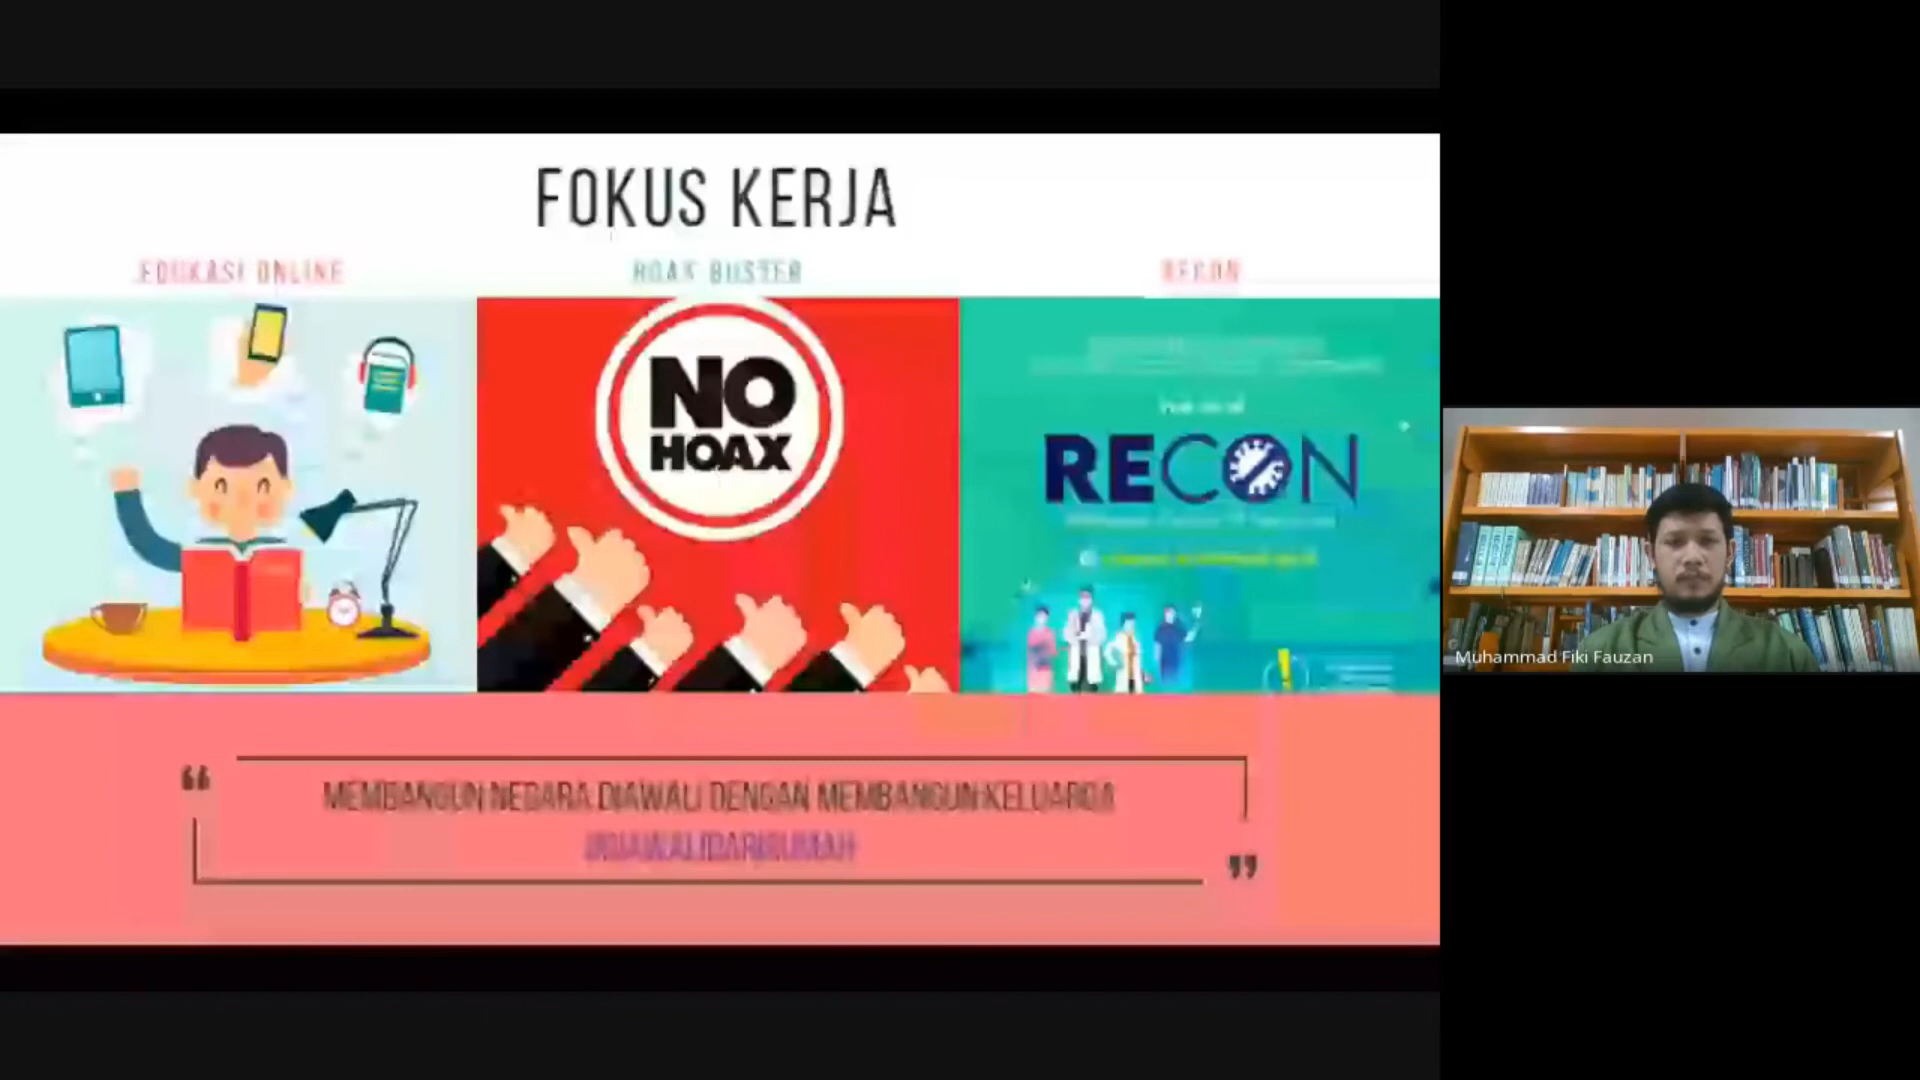 FOKUS KERJA
EDUKASI ONLINE
HOAX BUSTER
RECON
NO
HOAX
RECON
MEMBANGUN NEGARA DIAWALI DENGAN MEMBANGUN KELUARGA
#DIAWALIDARIRUMAH
Muhammad Fiki Fauzan